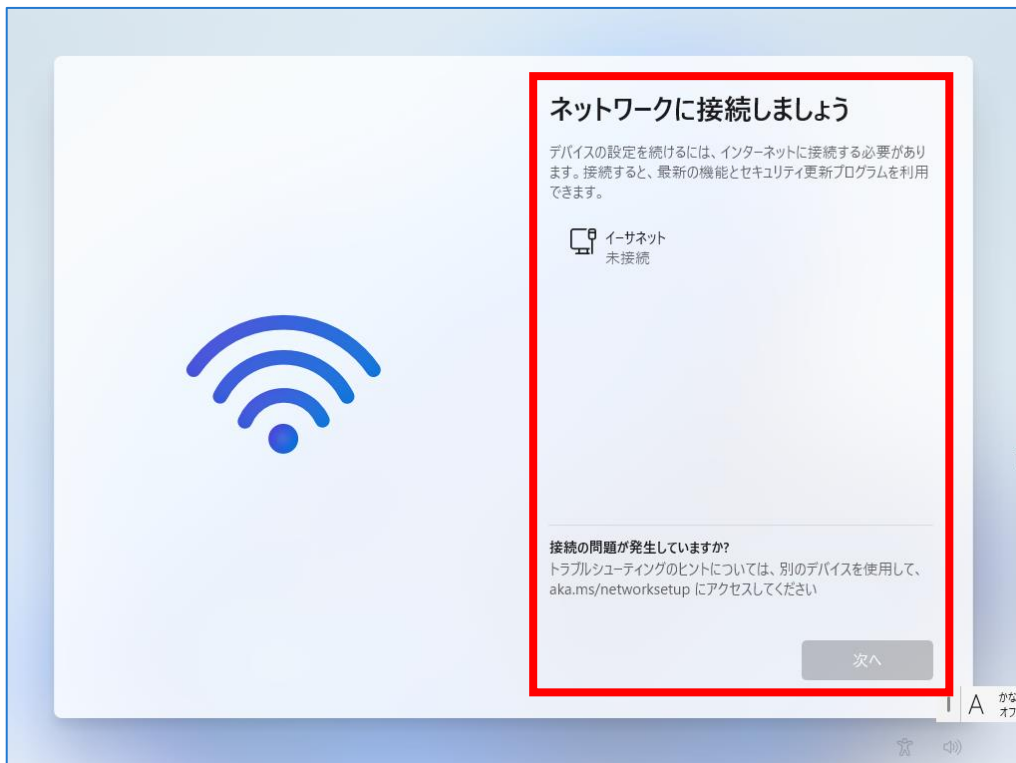 ネットワークに接続しましょう
デバイスの設定を続けるには、インターネットに接続する必要があり
ます。接続すると、最新の機能とセキュリティ更新プログラムを利用
できます。
イーサネット
未接続
接続の問題が発生していますか?
トラブルシューティングのヒントについては、別のデバイスを使用して、
aka.ms/networksetup にアクセスしてください
次へ
A かな
オフ